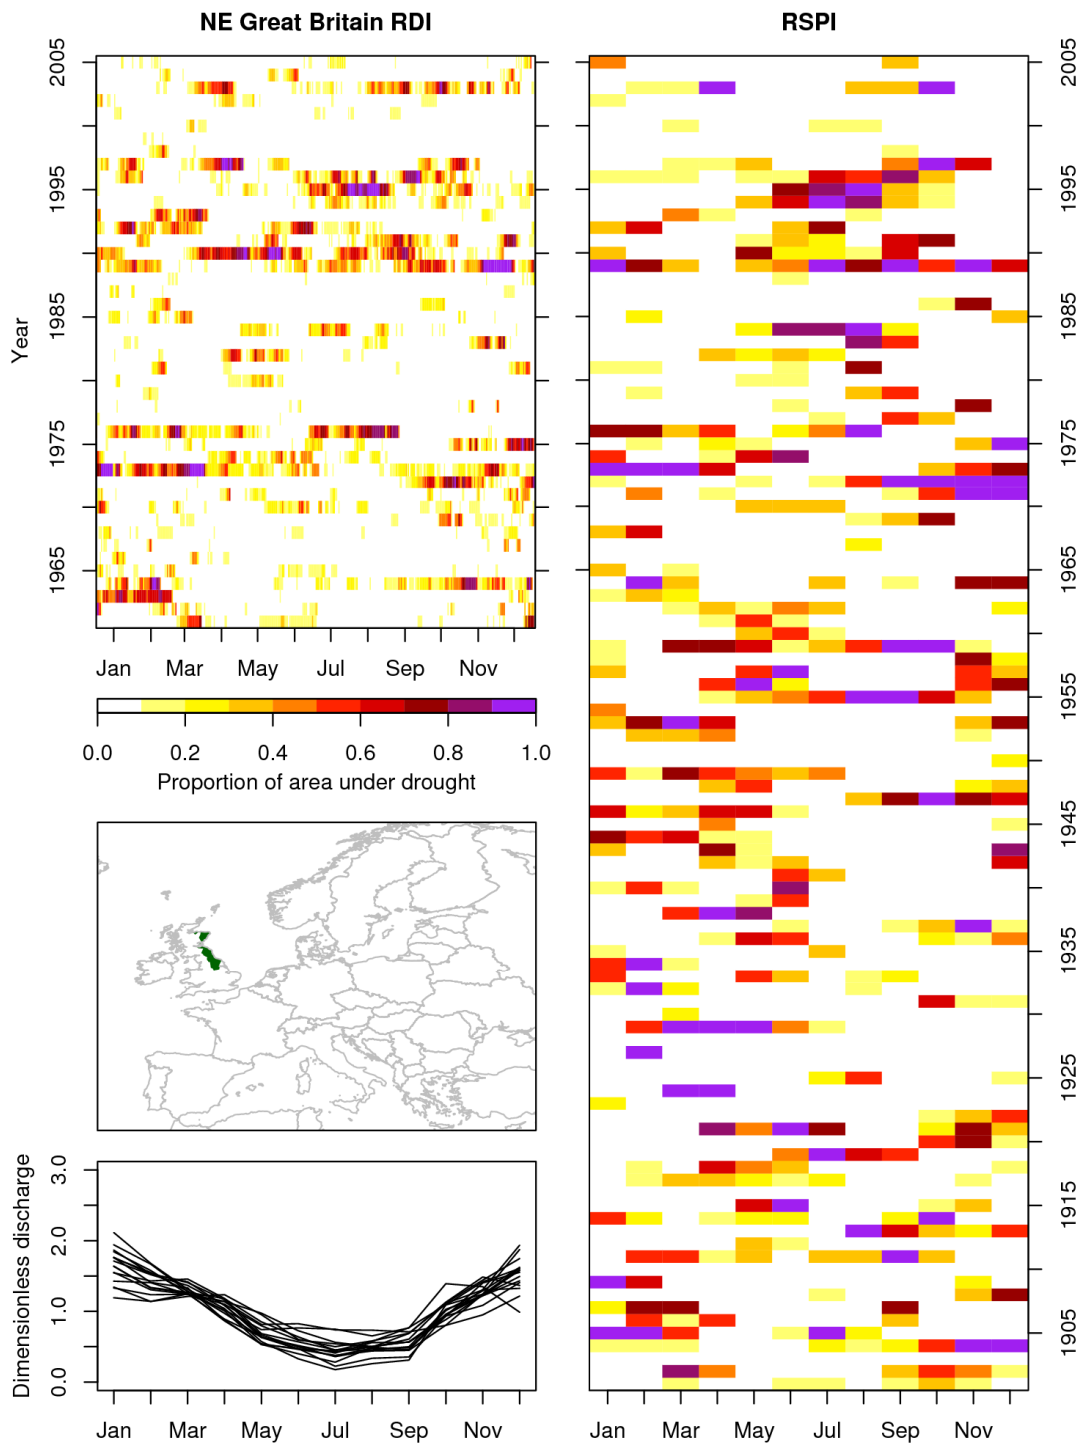 NE Great Britain RDI
RSPI
Year
2005
1995
1985
1975
1965
Jan Mar May Jul Sep Nov
0.0 0.2 0.4 0.6 0.8 1.0
Proportion of area under drought
Dimensionless discharge
3.0
2.0
1.0
0.0
Jan Mar May Jul Sep Nov
2005
1995
1985
1975
1965
1955
1945
1935
1925
1915
1905
Jan Mar May Jul Sep Nov